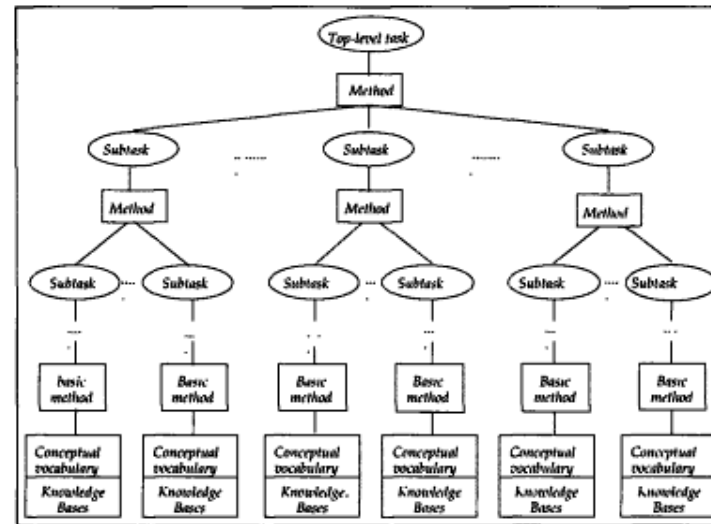 Top-level task
Method
Subtask
Subtask
Subtask
Method
Method
Method
Subtask
Subtask
Subtask
Subtask
Subtask
Subtask
basic
method
Basic
method
Basic
method
Basic
method
Basic
method
Basic
method
Conceptual
vocabulary
Knowledge
Bases
Conceptual
vocabulary
Knowledge
Bases
Conceptual
vocabulary
Knowledge.
Bases
Conceptual
vocabulary
Knowledge
Bases
Conceptual
vocabulary
Knowledge
Bases
Conceptual
vocabulary
Knowledge
Bases